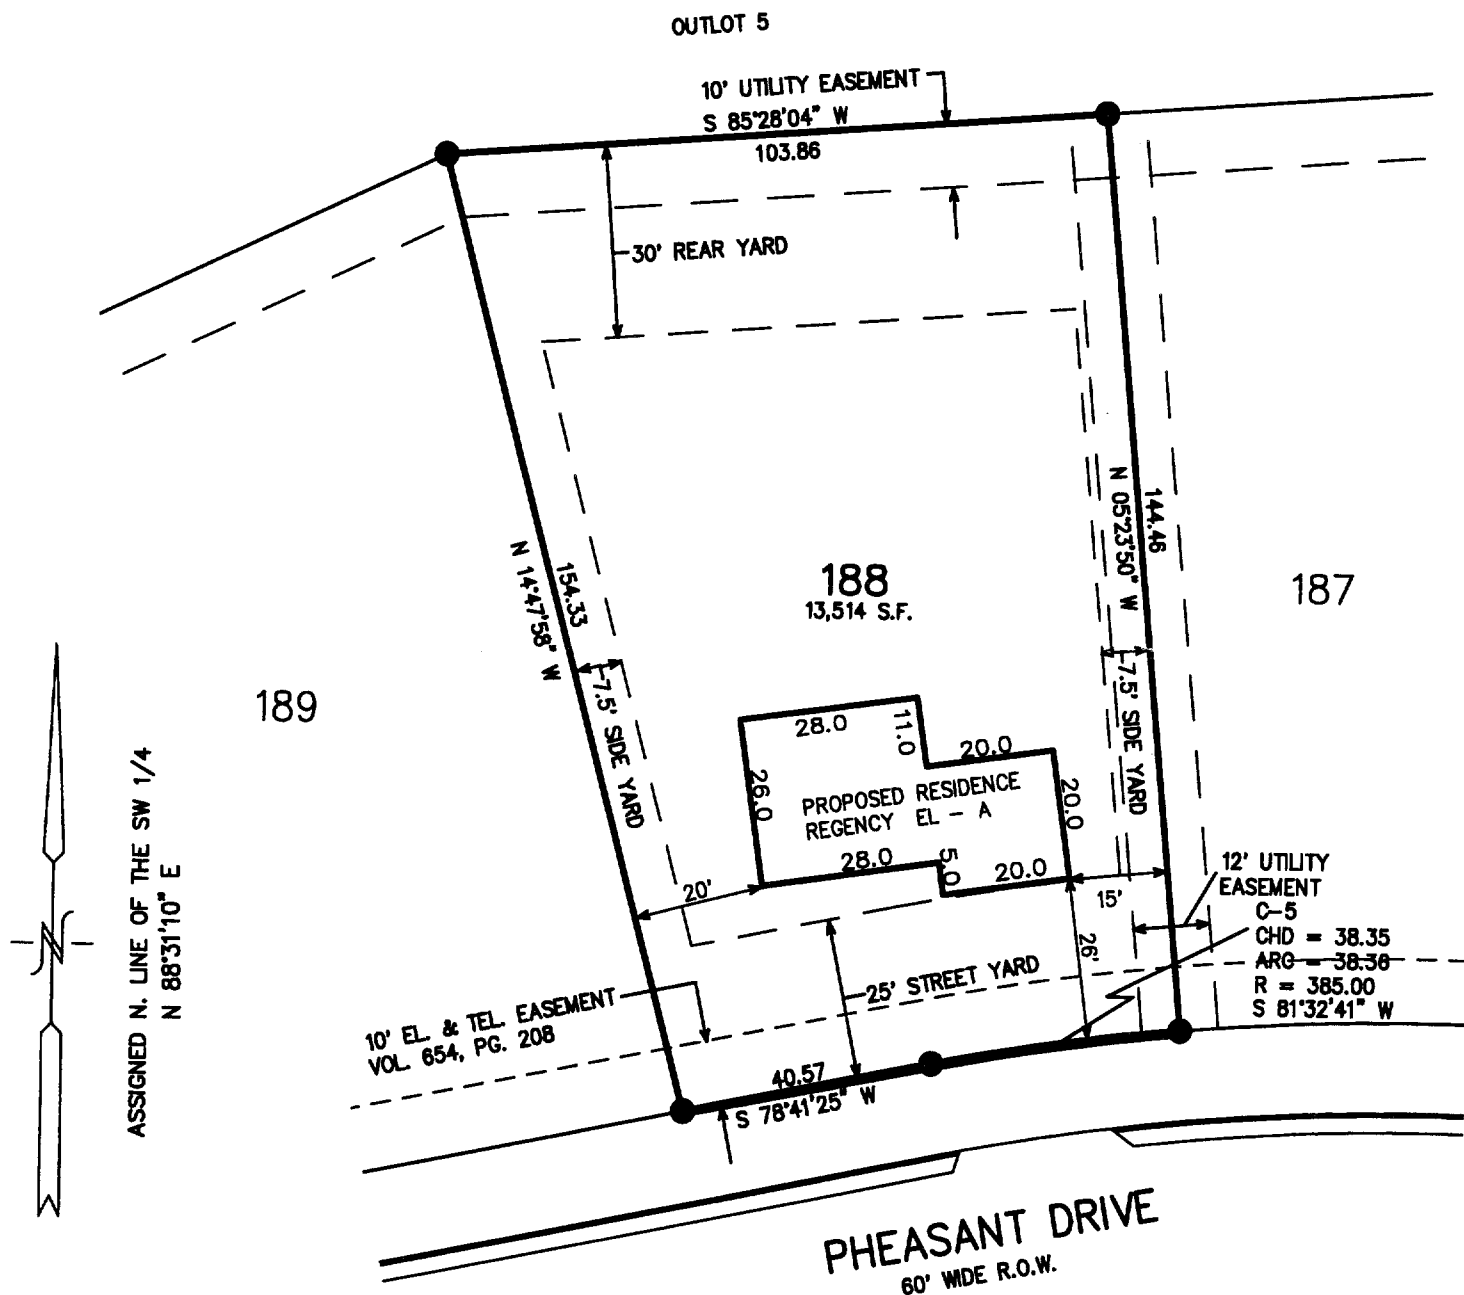 OUTLOT 5
10' UTILITY EASEMENT
S 85°28'04" W
103.86
30' REAR YARD
N 14°47'58" W
154.33
N 05°23'50" W
144.46
188
13,514 S.F.
187
189
7.5' SIDE YARD
7.5' SIDE YARD
28.0
11.0
20.0
26.0
PROPOSED RESIDENCE
REGENCY EL - A
20.0
28.0
5.0
20.0
20'
15'
26'
12' UTILITY
EASEMENT
C-5
CHD = 38.35
ARC = 38.36
R = 385.00
S 81°32'41" W
25' STREET YARD
10' EL. & TEL. EASEMENT
VOL. 654, PG. 208
40.57
S 78°41'25" W
ASSIGNED N. LINE OF THE SW 1/4
N 88°31'10" E
N
PHEASANT DRIVE
60' WIDE R.O.W.